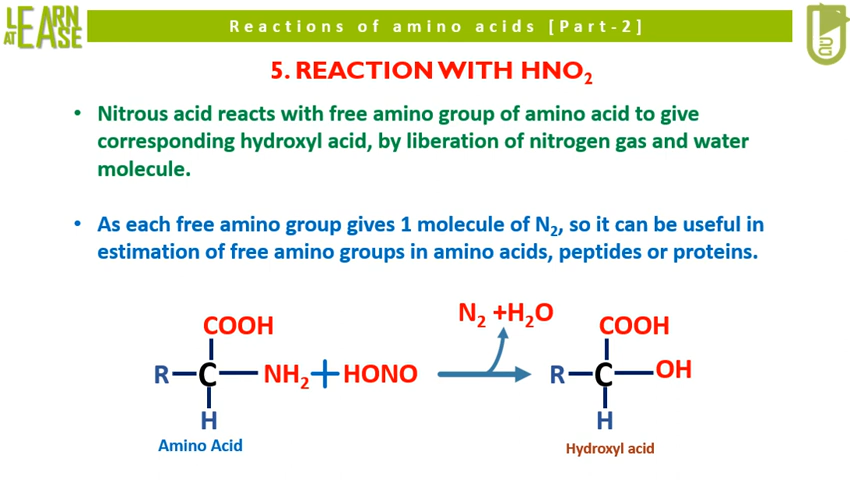 LEARN
AT EASE
Reactions of amino acids [Part-2]
5. REACTION WITH HNO₂
• Nitrous acid reacts with free amino group of amino acid to give
corresponding hydroxyl acid, by liberation of nitrogen gas and water
molecule.
• As each free amino group gives 1 molecule of N₂, so it can be useful in
estimation of free amino groups in amino acids, peptides or proteins.
N₂ +H₂O
COOH
COOH
R C NH₂ + HONO
R C OH
H
H
Amino Acid
Hydroxyl acid